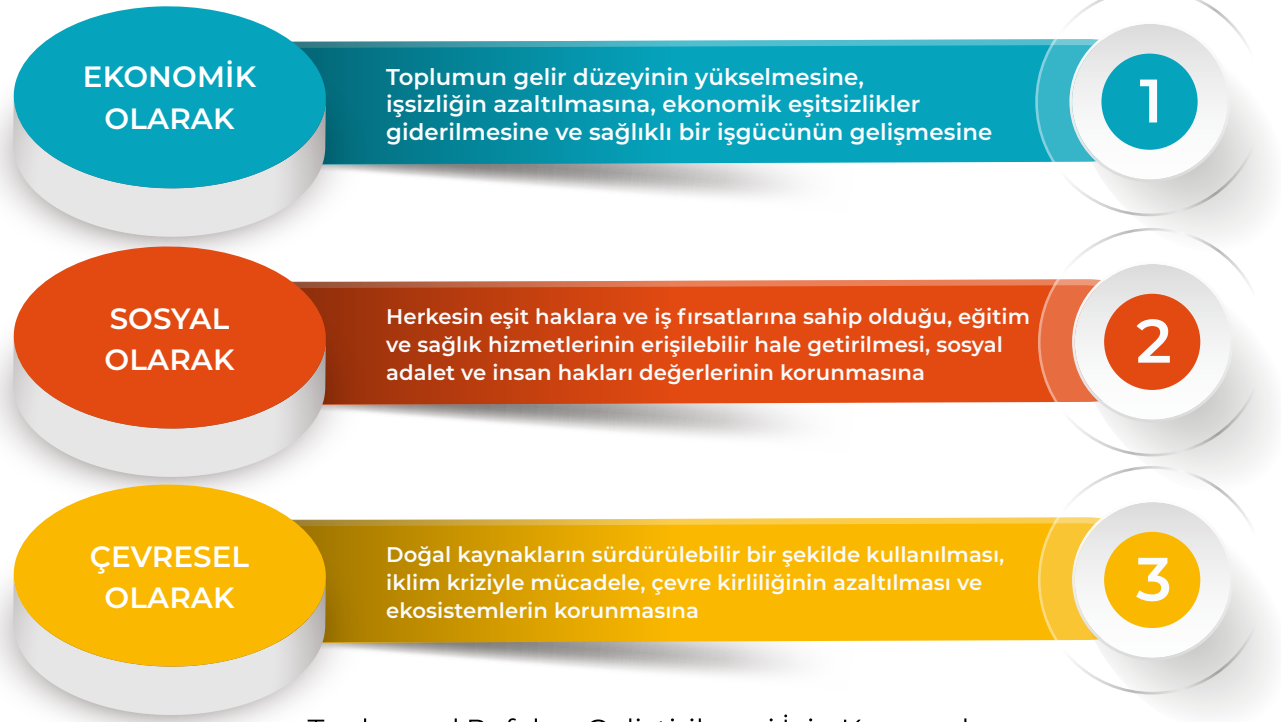 EKONOMİK
OLARAK
Toplumun gelir düzeyinin yükselmesine,
işsizliğin azaltılmasına, ekonomik eşitsizlikler
giderilmesine ve sağlıklı bir işgücünün gelişmesine
1
SOSYAL
OLARAK
Herkesin eşit haklara ve iş fırsatlarına sahip olduğu, eğitim
ve sağlık hizmetlerinin erişilebilir hale getirilmesi, sosyal
adalet ve insan hakları değerlerinin korunmasına
2
ÇEVRESEL
OLARAK
Doğal kaynakların sürdürülebilir bir şekilde kullanılması,
iklim kriziyle mücadele, çevre kirliliğinin azaltılması ve
ekosistemlerin korunmasına
3